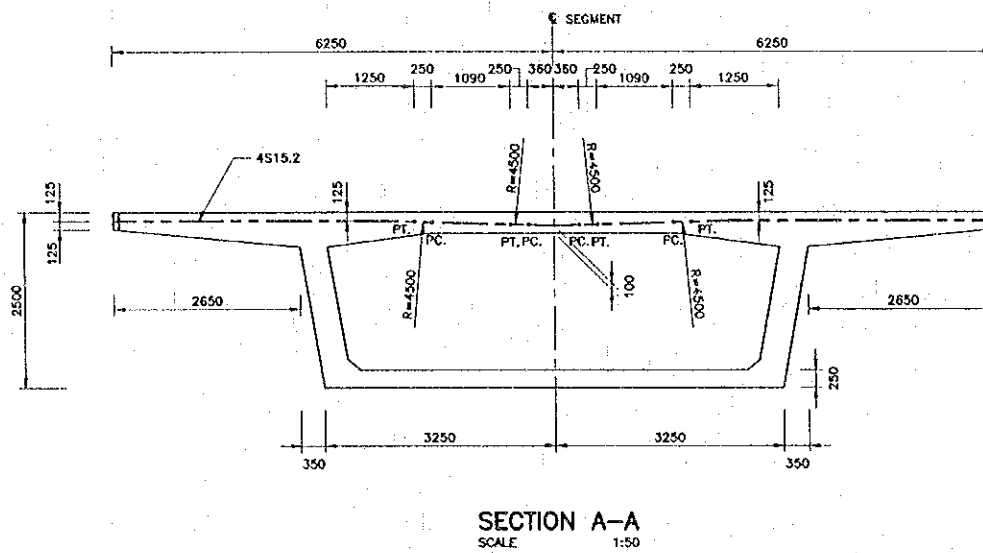 ℄ SEGMENT
6250 6250
250 360 360 250
1250 250 1090 1090 250 1250
4S15.2
R=4500 R=4500
125 125 125
PT. PC. PT. PC. PC. PT. PC. PT.
125
R=4500 100 R=4500
2500
2650 2650
250
3250 3250
350 350
SECTION A-A
SCALE 1:50